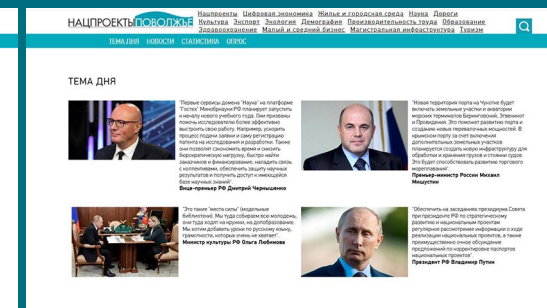 НАЦПРОЕКТЫПОВОЛЖЬЕ
Нацпроекты Цифровая экономика Жилье и городская среда Наука Дороги
Культура Экспорт Экология Демография Производительность труда Образование
Здравоохранение Малый и средний бизнес Магистральная инфраструктура Туризм
ТЕМА ДНЯ НОВОСТИ СТАТИСТИКА ОПРОС
ТЕМА ДНЯ
"Первые сервисы домена "Наука" на платформе
"Гостех" Минобрнауки РФ планирует запустить
к началу нового учебного года. Они призваны
помочь исследователю более эффективно
выстроить свою работу. Например, ускорить
процесс подачи заявки и саму регистрацию
патента на исследования и разработки. Также
они позволят сэкономить время и снизить
бюрократическую нагрузку, быстро найти
заказчиков и финансирование, наладить связь
с коллективами, обеспечить защиту научных
результатов и получить доступ к имеющейся
базе научных знаний".
Вице-премьер РФ Дмитрий Чернышенко
"Новая территория порта на Чукотке будет
включать земельные участки и акватории
морских терминалов Беринговский, Эгвекинот
и Провидения. Это поможет развитию порта и
созданию новых перевалочных мощностей. В
крымском порту за счет включения
дополнительных земельных участков
планируется создать новую инфраструктуру для
обработки и хранения грузов и стоянки судов.
Это будет способствовать развитию торгового
мореплавания".
Премьер-министр России Михаил
Мишустин
"Это такие "места силы" (модельные
библиотеки). Мы туда собираем всю молодежь,
они туда ходят на кружки, на допобразование.
Мы хотим добавить уроки по русскому языку,
грамотности, которых очень не хватает".
Министр культуры РФ Ольга Любимова
"Обеспечить на заседаниях президиума Совета
при президенте РФ по стратегическому
развитию и национальным проектам
регулярное рассмотрение информации о ходе
реализации национальных проектов, а также
преимущественно очное обсуждение
предложений по корректировке паспортов
национальных проектов".
Президент РФ Владимир Путин